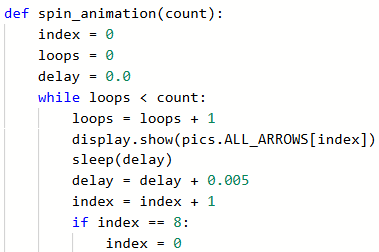 def spin_animation(count):
    index = 0
    loops = 0
    delay = 0.0
    while loops < count:
        loops = loops + 1
        display.show(pics.ALL_ARROWS[index])
        sleep(delay)
        delay = delay + 0.005
        index = index + 1
        if index == 8:
            index = 0